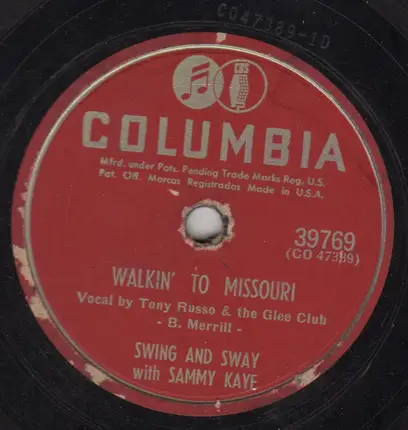 CO47389-1D
CBS
COLUMBIA
Mfrd. under Pats. Pending Trade Marks Reg. U.S.
Pat. Off. Marcas Registradas Made in U.S.A.
39769
(CO 47389)
WALKIN' TO MISSOURI
Vocal by Tony Russo & the Glee Club
- B. Merrill -
SWING AND SWAY
with SAMMY KAYE